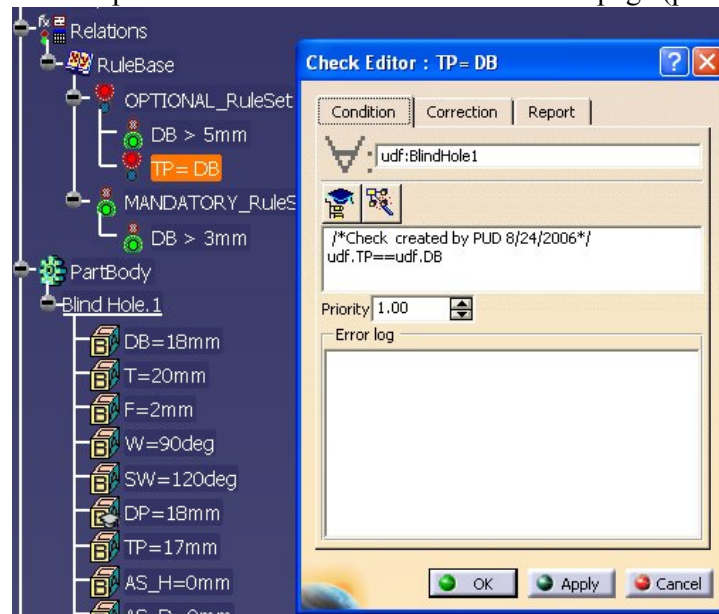 Relations
RuleBase
OPTIONAL_RuleSet
DB > 5mm
TP= DB
MANDATORY_RuleS
DB > 3mm
PartBody
Blind Hole.1
DB=18mm
T=20mm
F=2mm
W=90deg
SW=120deg
DP=18mm
TP=17mm
AS_H=0mm
Check Editor : TP= DB
Condition Correction Report
udf:BlindHole1
/*Check created by PUD 8/24/2006*/
udf.TP==udf.DB
Priority 1.00
Error log
OK Apply Cancel